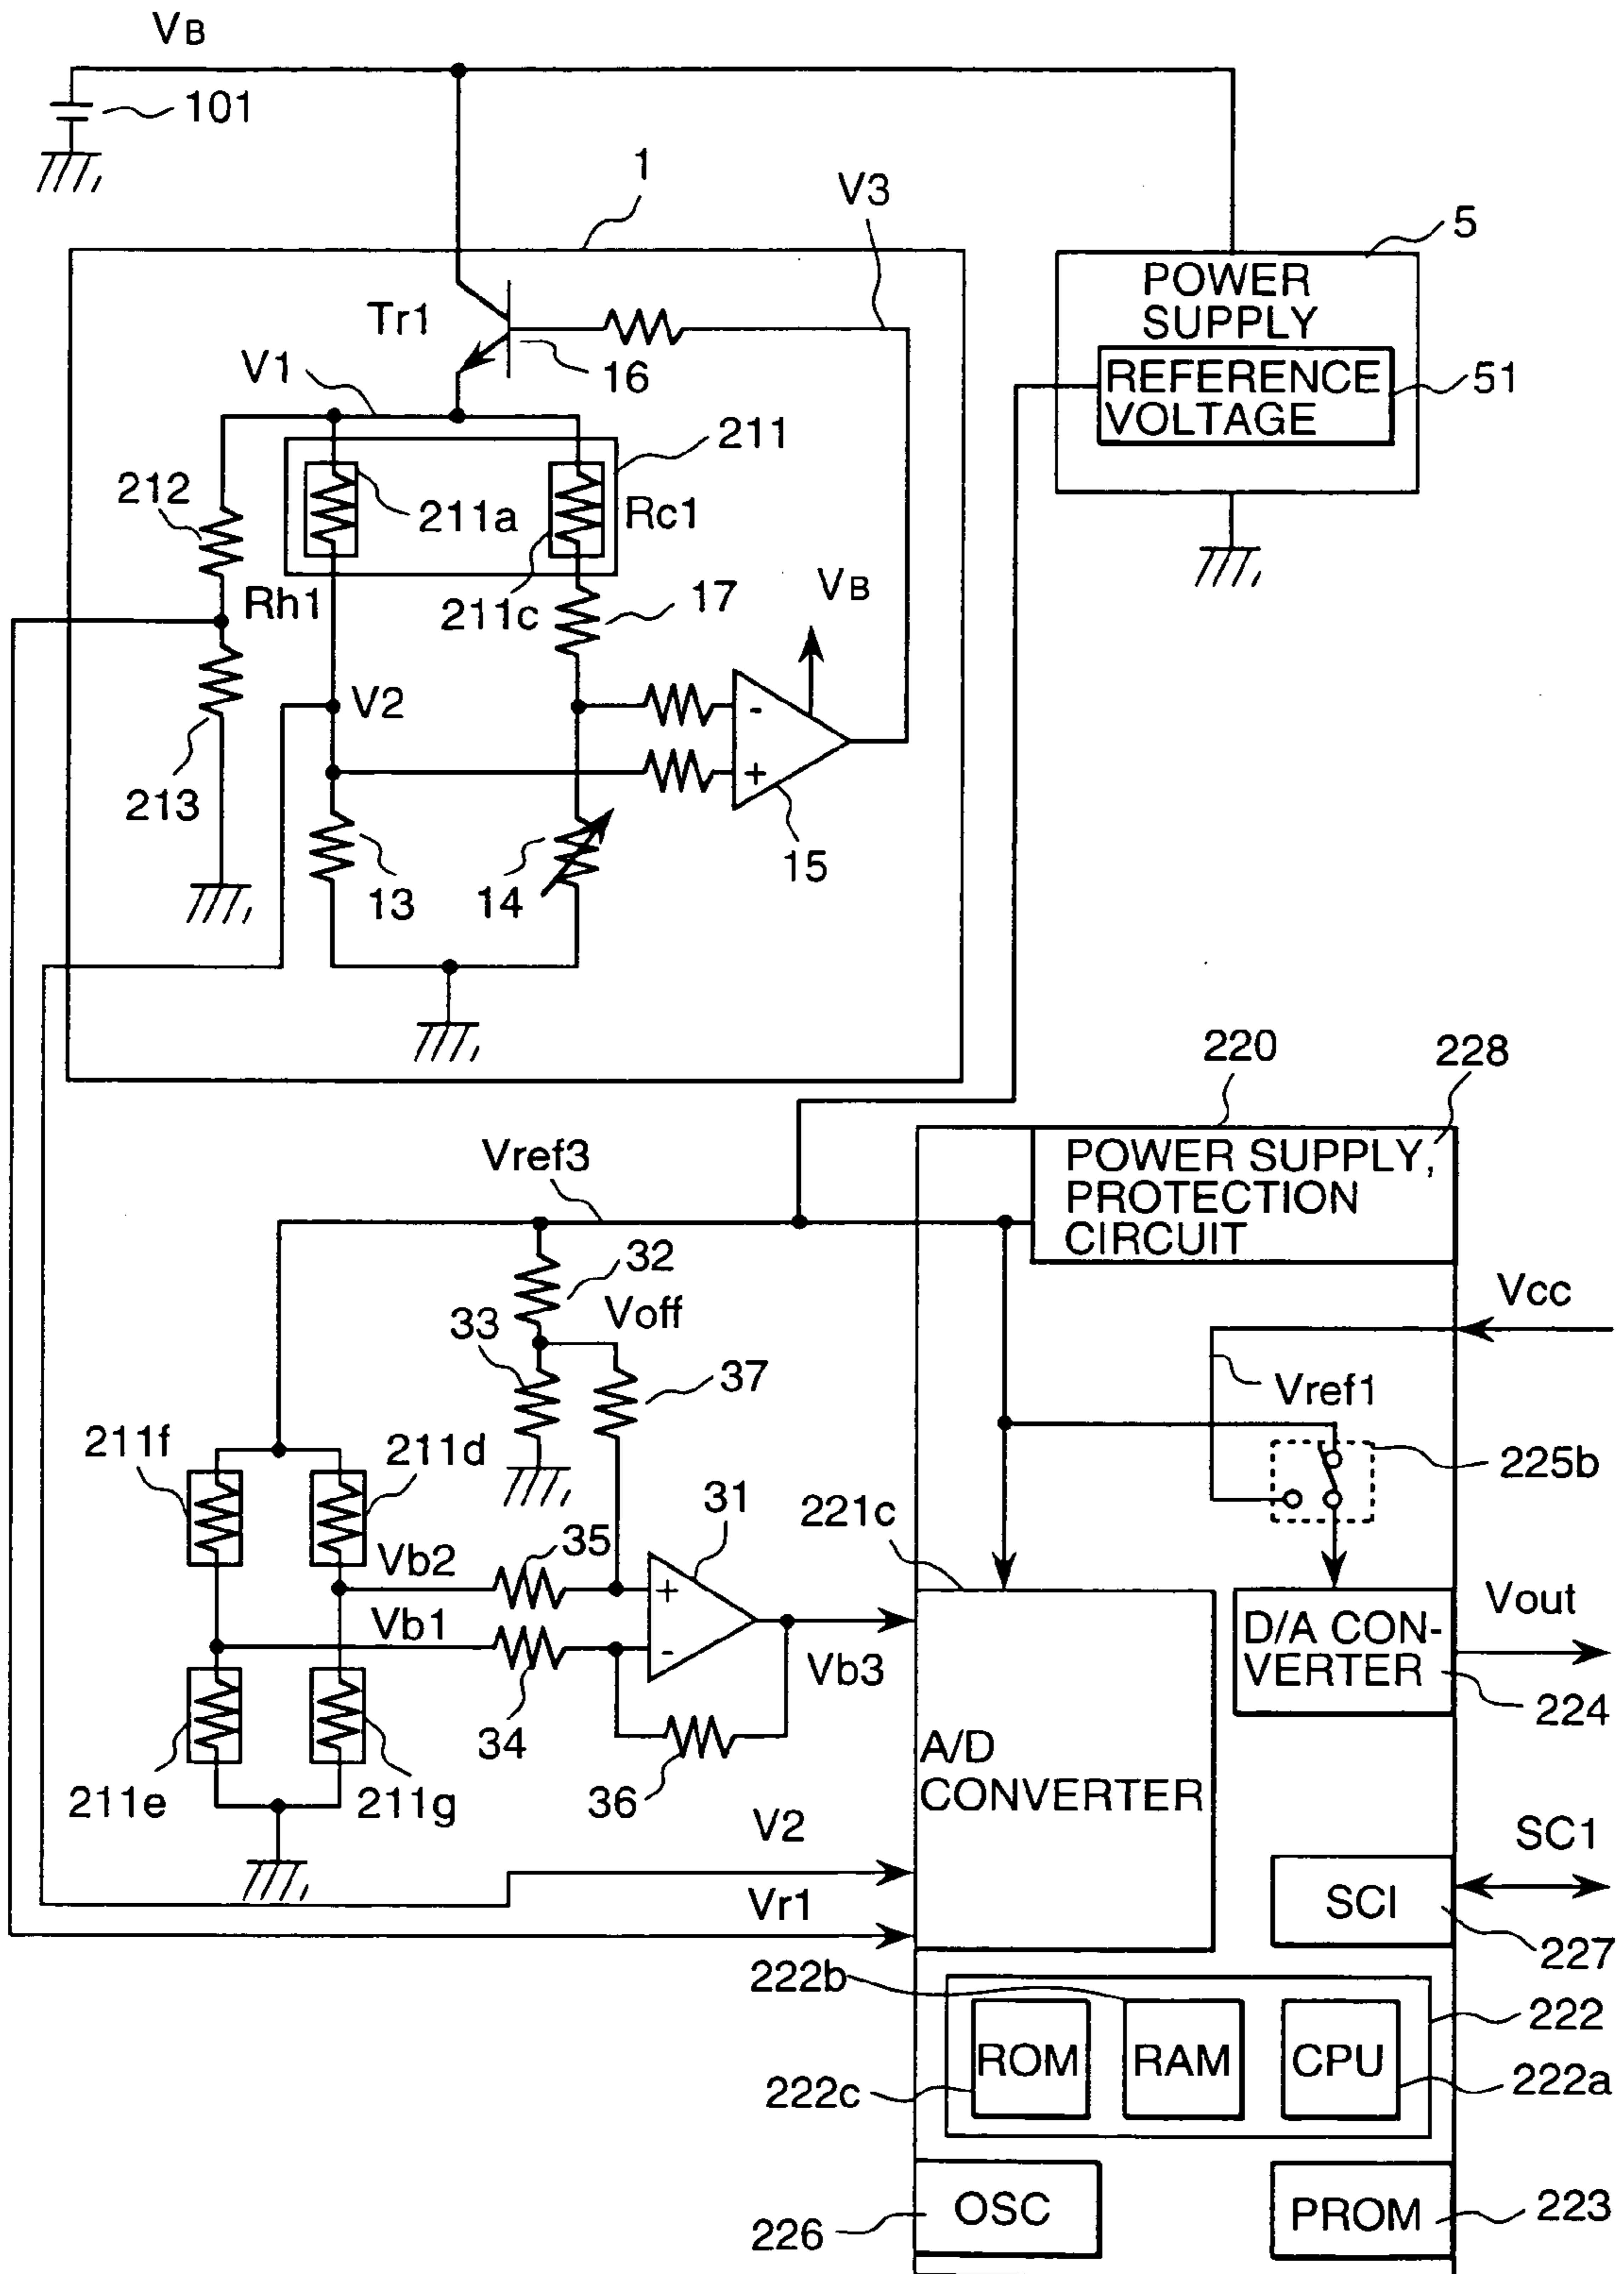 VB
101
1
V3
5
POWER
SUPPLY
Tr1
16
REFERENCE
VOLTAGE
51
V1
211
212
211a
Rc1
Rh1
211c
17
VB
V2
-
+
213
13
14
15
220
228
Vref3
POWER SUPPLY,
PROTECTION
CIRCUIT
32
Vcc
33
Voff
37
Vref1
211f
211d
225b
31
221c
35
Vb2
+
Vout
Vb1
-
D/A CON-
VERTER
Vb3
34
224
A/D
CONVERTER
211e
211g
36
V2
SC1
Vr1
SCI
227
222b
222
ROM
RAM
CPU
222c
222a
OSC
PROM
223
226